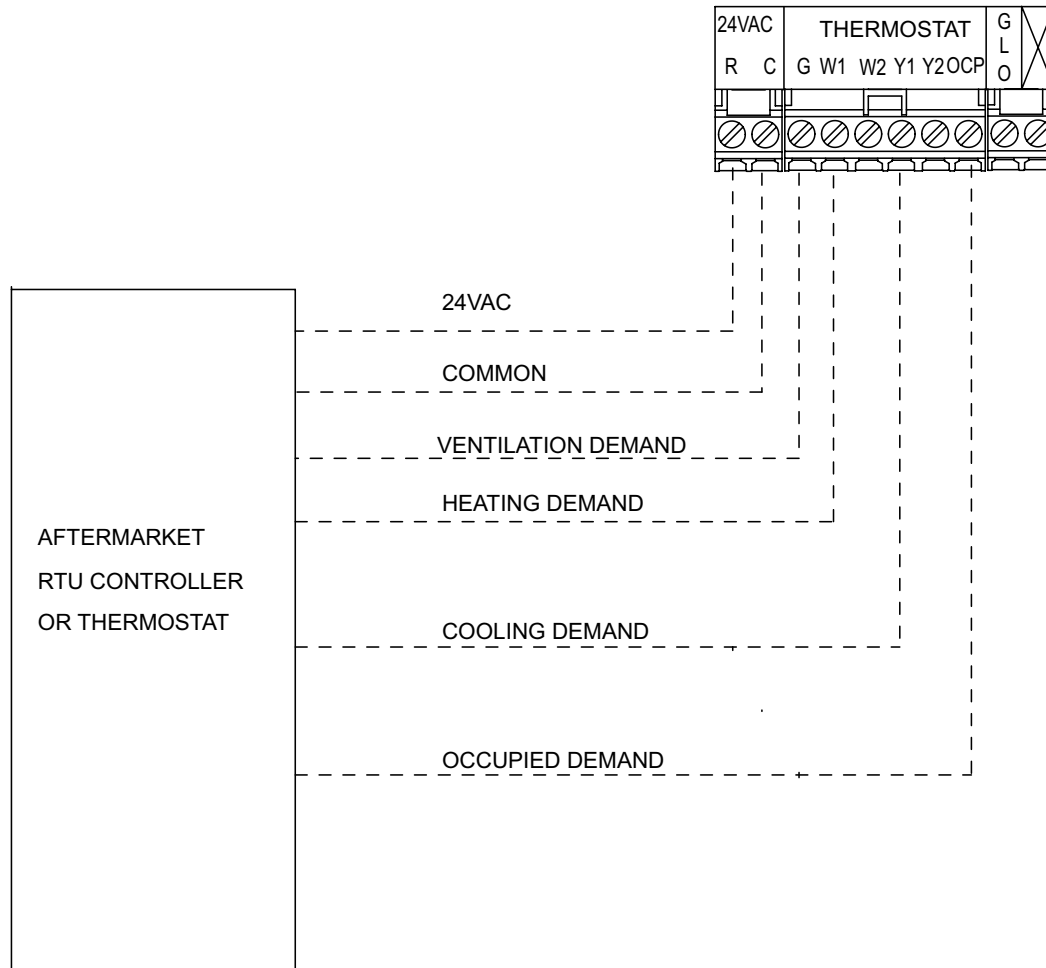 24VAC THERMOSTAT G
L
R C G W1 W2 Y1 Y2 OCP O
24VAC
COMMON
VENTILATION DEMAND
HEATING DEMAND
AFTERMARKET
RTU CONTROLLER
OR THERMOSTAT
COOLING DEMAND
OCCUPIED DEMAND